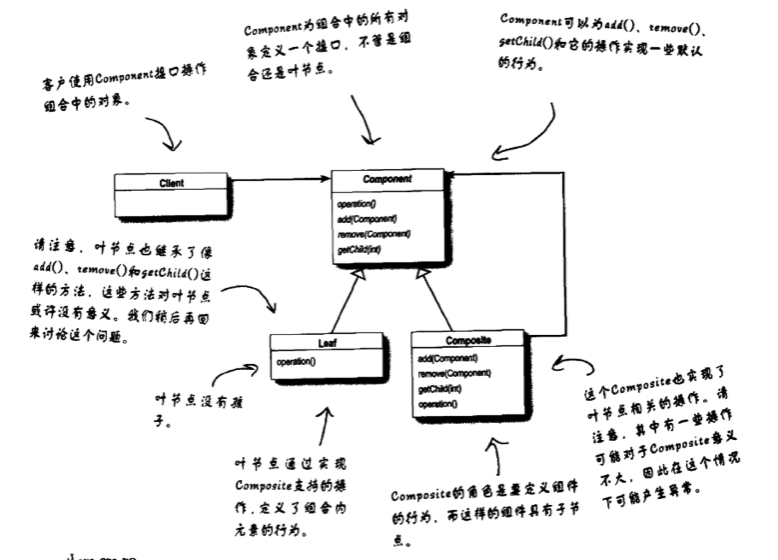 Component为组合中的所有对
象定义一个接口，不管是组
合还是叶节点。
Component可以为add()、remove()、
getChild()和它的操作实现一些默认
的行为。
客户使用Component接口操作
组合中的对象。
Client
Component
operation()
add(Component)
remove(Component)
getChild(int)
请注意，叶节点也继承了像
add()、remove()和getChild()这
样的方法，这些方法对叶节点
或许没有意义。我们稍后再回
来讨论这个问题。
Leaf
operation()
Composite
add(Component)
remove(Component)
getChild(int)
operation()
叶节点没有孩
子。
这个Composite也实现了
叶节点相关的操作。请
注意，其中有一些操作
可能对于Composite意义
不大，因此在这个情况
下可能产生异常。
叶节点通过实现
Composite支持的操
作，定义了组合内
元素的行为。
Composite的角色是要定义组件
的行为，而这样的组件具有子节
点。